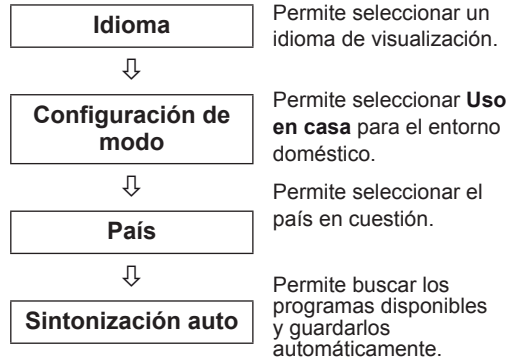 Idioma
Permite seleccionar un
idioma de visualización.
⇩
Configuración de
modo
Permite seleccionar Uso
en casa para el entorno
doméstico.
⇩
País
Permite seleccionar el
país en cuestión.
⇩
Sintonización auto
Permite buscar los
programas disponibles
y guardarlos
automáticamente.